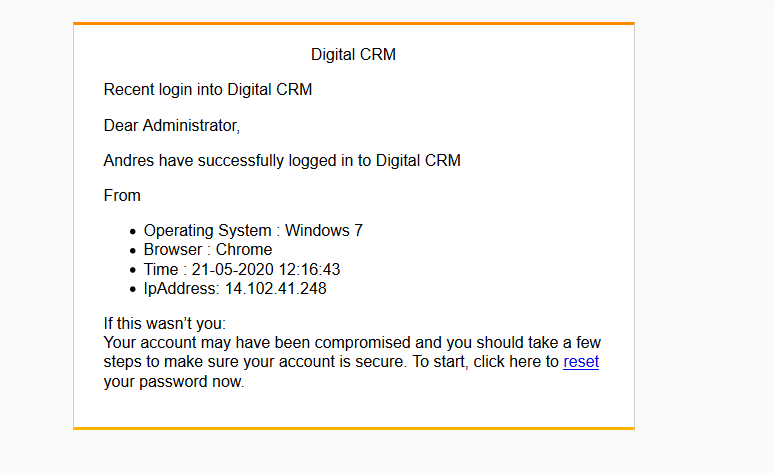 Digital CRM
Recent login into Digital CRM
Dear Administrator,
Andres have successfully logged in to Digital CRM
From
• Operating System : Windows 7
• Browser : Chrome
• Time : 21-05-2020 12:16:43
• IpAddress: 14.102.41.248
If this wasn’t you:
Your account may have been compromised and you should take a few
steps to make sure your account is secure. To start, click here to reset
your password now.